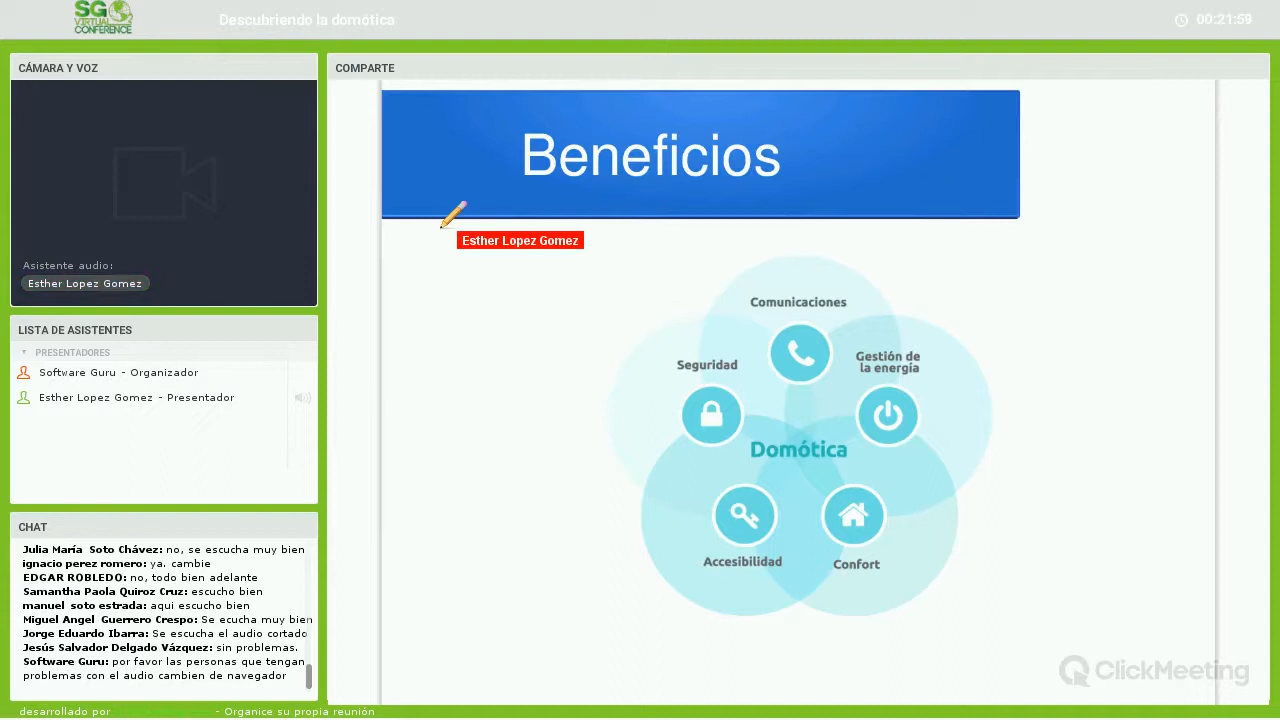 SG
VIRTUAL
CONFERENCE
Descubriendo la domótica
00:21:59
CÁMARA Y VOZ
Asistente audio:
Esther Lopez Gomez
LISTA DE ASISTENTES
PRESENTADORES
Software Guru - Organizador
Esther Lopez Gomez - Presentador
CHAT
Julia María Soto Chávez: no, se escucha muy bien
ignacio perez romero: ya. cambie
EDGAR ROBLEDO: no, todo bien adelante
Samantha Paola Quiroz Cruz: escucho bien
manuel soto estrada: aqui escucho bien
Miguel Angel Guerrero Crespo: Se ecucha muy bien
Jorge Eduardo Ibarra: Se escucha el audio cortado
Jesús Salvador Delgado Vázquez: sin problemas.
Software Guru: por favor las personas que tengan
problemas con el audio cambien de navegador
COMPARTE
Beneficios
Esther Lopez Gomez
Comunicaciones
Seguridad
Gestión de
la energía
Domótica
Accesibilidad
Confort
ClickMeeting
desarrollado por - Organice su propia reunión